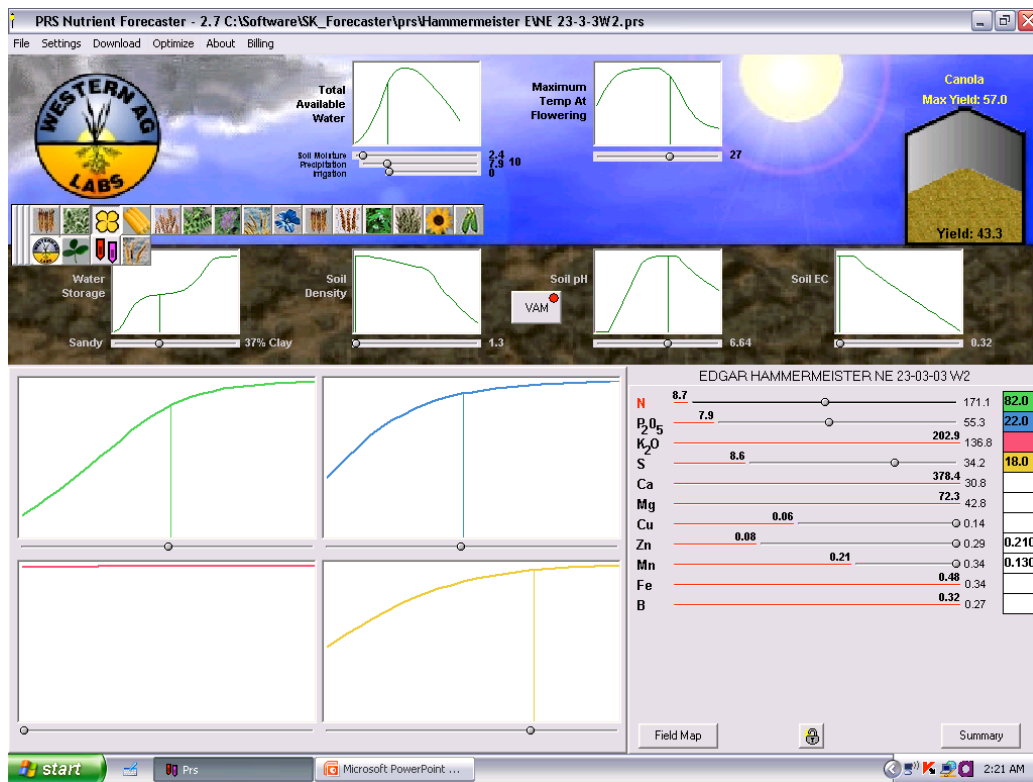 PRS Nutrient Forecaster - 2.7 C:\Software\SK_Forecaster\prs\Hammermeister E\NE 23-3-3W2.prs
File Settings Download Optimize About Billing
WESTERN AG
LABS
Total
Available
Water
Soil Moisture 2.4
Precipitation 7.9 10
Irrigation 0
Maximum
Temp At
Flowering
27
Canola
Max Yield: 57.0
Yield: 43.3
Water
Storage
Sandy 37% Clay
Soil
Density
1.3
VAM
Soil pH
6.64
Soil EC
0.32
EDGAR HAMMERMEISTER NE 23-03-03 W2
N 8.7 171.1 82.0
P2O5 7.9 55.3 22.0
K2O 202.9 136.8
S 8.6 34.2 18.0
Ca 378.4 30.8
Mg 72.3 42.8
Cu 0.06 0.14
Zn 0.08 0.29 0.210
Mn 0.21 0.34 0.130
Fe 0.48 0.34
B 0.32 0.27
Field Map Summary
start Prs Microsoft PowerPoint ... 2:21 AM